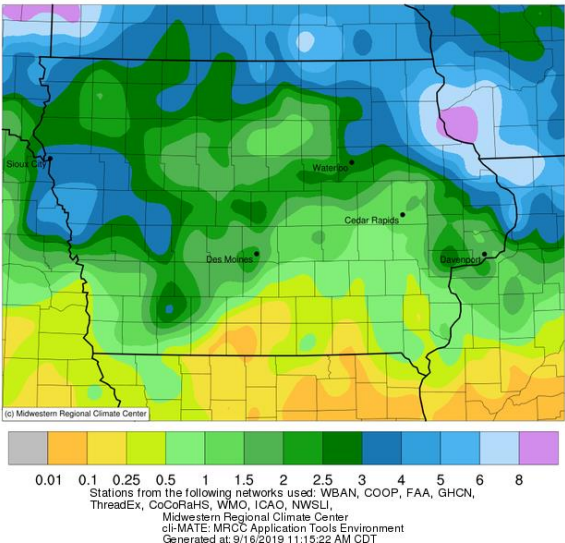 Sioux City
Waterloo
Cedar Rapids
Des Moines
Davenport
(c) Midwestern Regional Climate Center
0.01 0.1 0.25 0.5 1 1.5 2 2.5 3 4 5 6 8
Stations from the following networks used: WBAN, COOP, FAA, GHCN,
ThreadEx, CoCoRaHS, WMO, ICAO, NWSLI,
Midwestern Regional Climate Center
cli-MATE: MRCC Application Tools Environment
Generated at: 9/16/2019 11:15:22 AM CDT